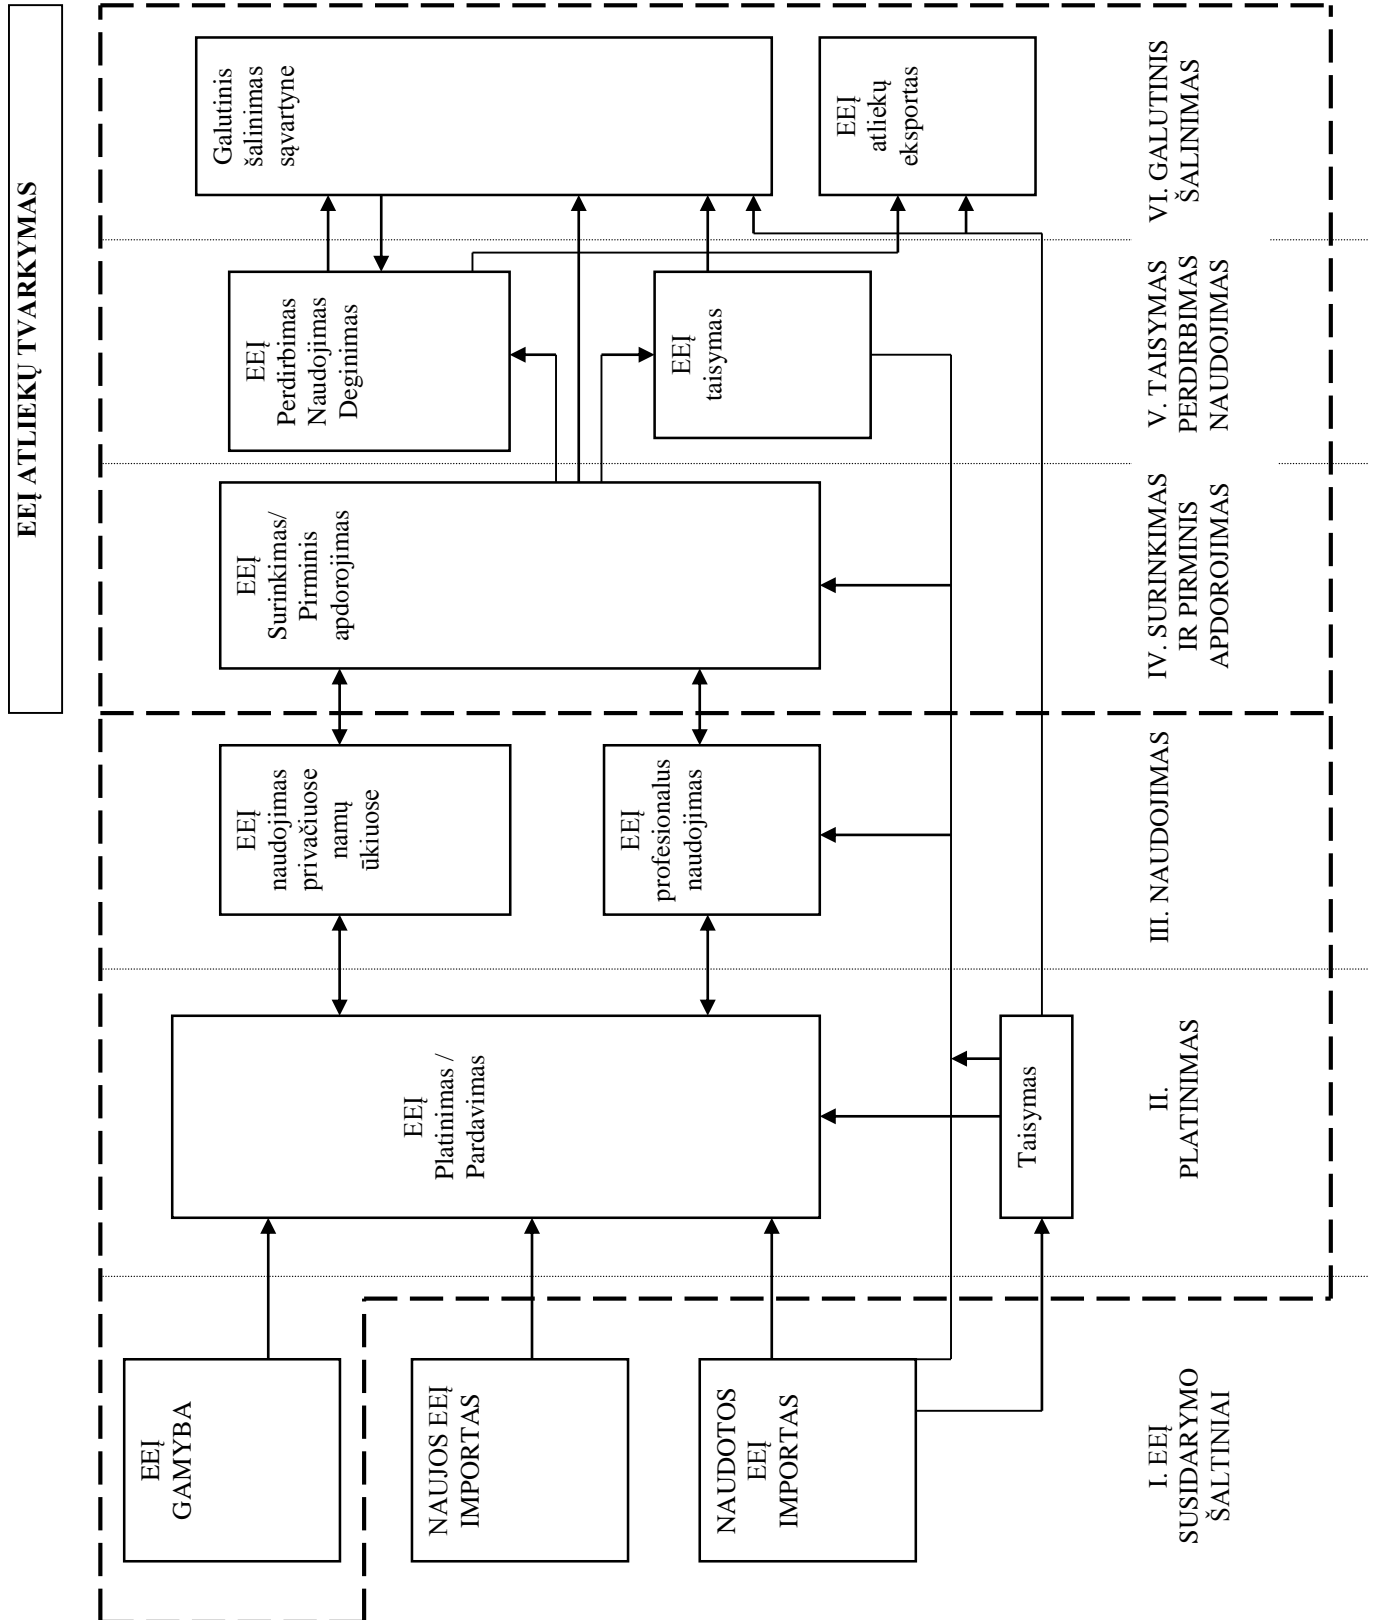 EEĮ ATLIEKŲ TVARKYMAS
EEĮ
GAMYBA
NAUJOS EEĮ
IMPORTAS
NAUDOTOS
EEĮ
IMPORTAS
I. EEĮ
SUSIDARYMO
ŠALTINIAI
EEĮ
Platinimas /
Pardavimas
Taisymas
II.
PLATINIMAS
EEĮ
naudojimas
privačiuose
namų
ūkiuose
EEĮ
profesionalus
naudojimas
III. NAUDOJIMAS
EEĮ
Surinkimas/
Pirminis
apdorojimas
IV. SURINKIMAS
IR PIRMINIS
APDOROJIMAS
EEĮ
Perdirbimas
Naudojimas
Deginimas
EEĮ
taisymas
V. TAISYMAS
PERDIRBIMAS
NAUDOJIMAS
Galutinis
šalinimas
sąvartyne
EEĮ
atliekų
eksportas
VI. GALUTINIS
ŠALINIMAS